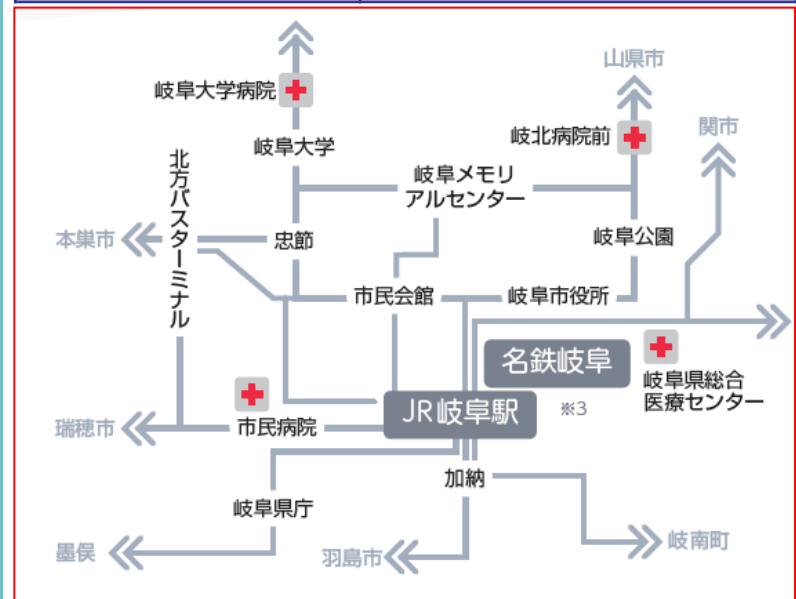 山県市
岐阜大学病院
関市
岐北病院前
岐阜大学
北方バスターミナル
岐阜メモリ
アルセンター
本巣市
忠節
岐阜公園
市民会館
岐阜市役所
名鉄岐阜
岐阜県総合
医療センター
JR岐阜駅
※3
瑞穂市
市民病院
加納
岐阜県庁
墨俣
羽島市
岐南町